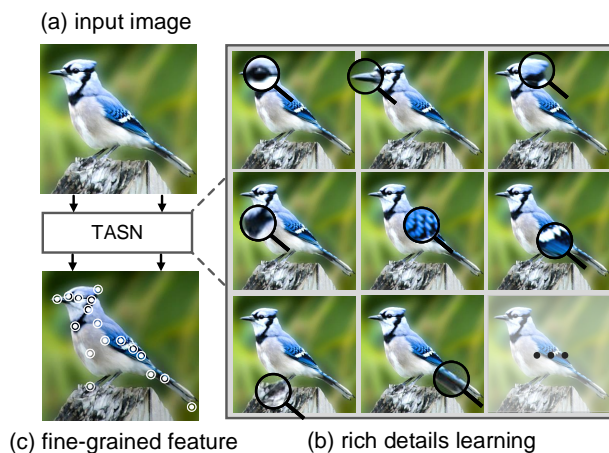 (a) input image
TASN
(c) fine-grained feature
(b) rich details learning